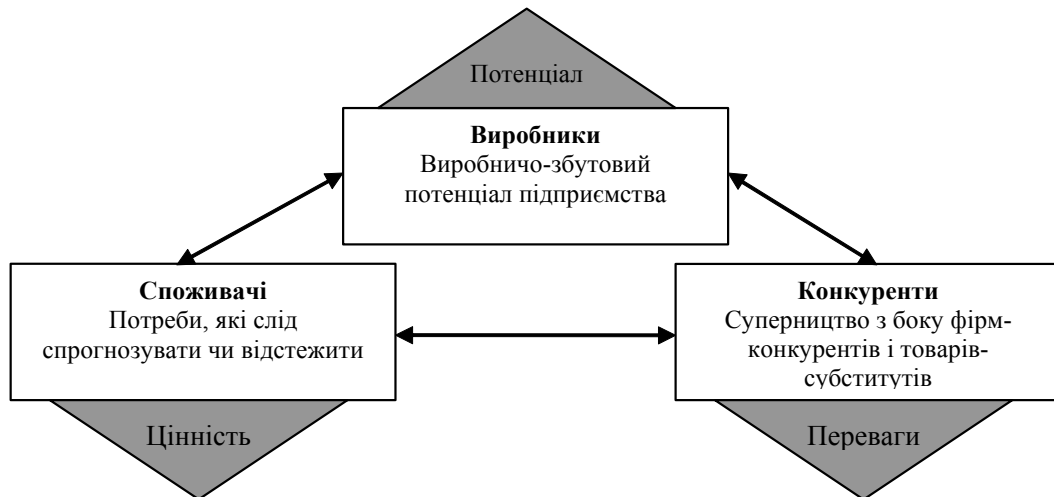 Потенціал
Виробники
Виробничо-збутовий
потенціал підприємства
Споживачі
Потреби, які слід
спрогнозувати чи відстежити
Конкуренти
Суперництво з боку фірм-
конкурентів і товарів-
субститутів
Цінність
Переваги